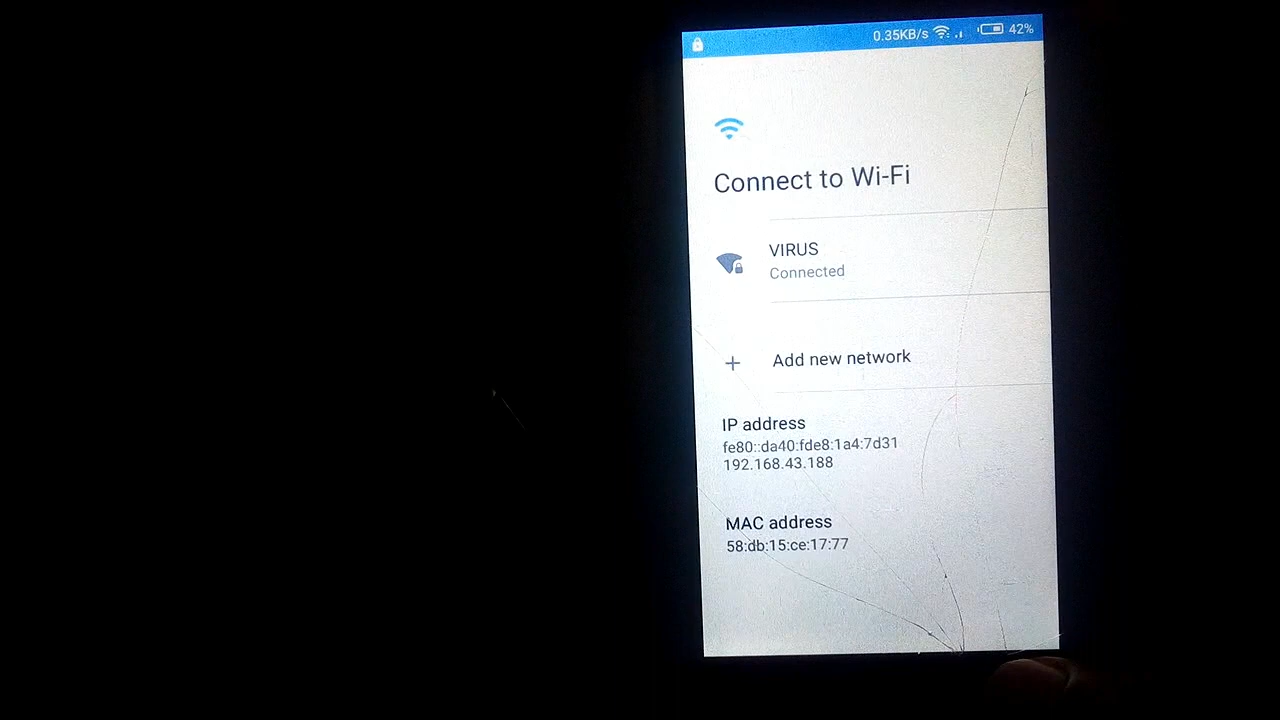 0.35KB/s 42%
Connect to Wi-Fi
VIRUS
Connected
Add new network
IP address
fe80::da40:fde8:1a4:7d31
192.168.43.188
MAC address
58:db:15:ce:17:77